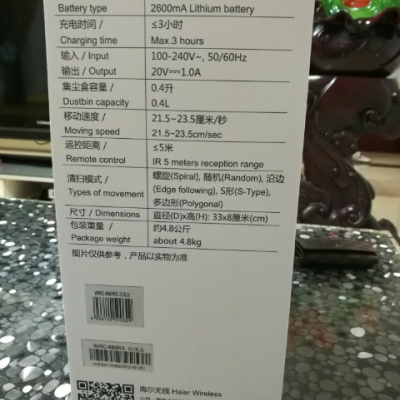 Battery type 2600mA Lithium battery
充电时间 / ≤3小时
Charging time Max.3 hours
输入 / Input 100-240V~, 50/60Hz
输出 / Output 20V⎓1.0A
集尘盒容量 / 0.4升
Dustbin capacity 0.4L
移动速度 / 21.5~23.5厘米/秒
Moving speed 21.5~23.5cm/sec
遥控距离 / ≤5米
Remote control IR 5 meters reception range
清扫模式 / 螺旋(Spiral), 随机(Random), 沿边
Types of movement (Edge following), S形(S-Type),
多边形(Polygonal)
尺寸 / Dimensions 直径(D)x高(H): 33x8厘米(cm)
包装重量 / 约4.8公斤
Package weight about 4.8kg
图片仅供参考，产品以实物为准
海尔无线 Haier Wireless